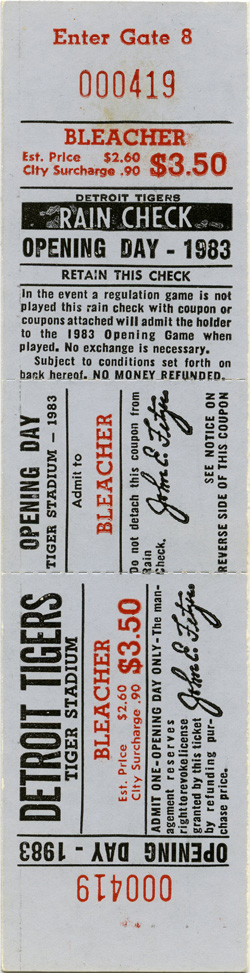 Enter Gate 8
000419
BLEACHER
Est. Price $2.60
City Surcharge .90
$3.50
DETROIT TIGERS
RAIN CHECK
OPENING DAY - 1983
RETAIN THIS CHECK
In the event a regulation game is not
played this rain check with coupon or
coupons attached will admit the holder
to the 1983 Opening Game when
played. No exchange is necessary.
Subject to conditions set forth on
back hereof. NO MONEY REFUNDED.
OPENING DAY
TIGER STADIUM - 1983
Admit to
BLEACHER
Do not detach this coupon from
Rain
Check.
John E. Fetzer
SEE NOTICE ON
REVERSE SIDE OF THIS COUPON
DETROIT TIGERS
TIGER STADIUM
BLEACHER
Est. Price $2.60
City Surcharge .90
$3.50
ADMIT ONE-OPENING DAY ONLY-The man-
agement reserves
right to revoke license
granted by this ticket
by refunding pur-
chase price.
John E. Fetzer
OPENING DAY - 1983
000419